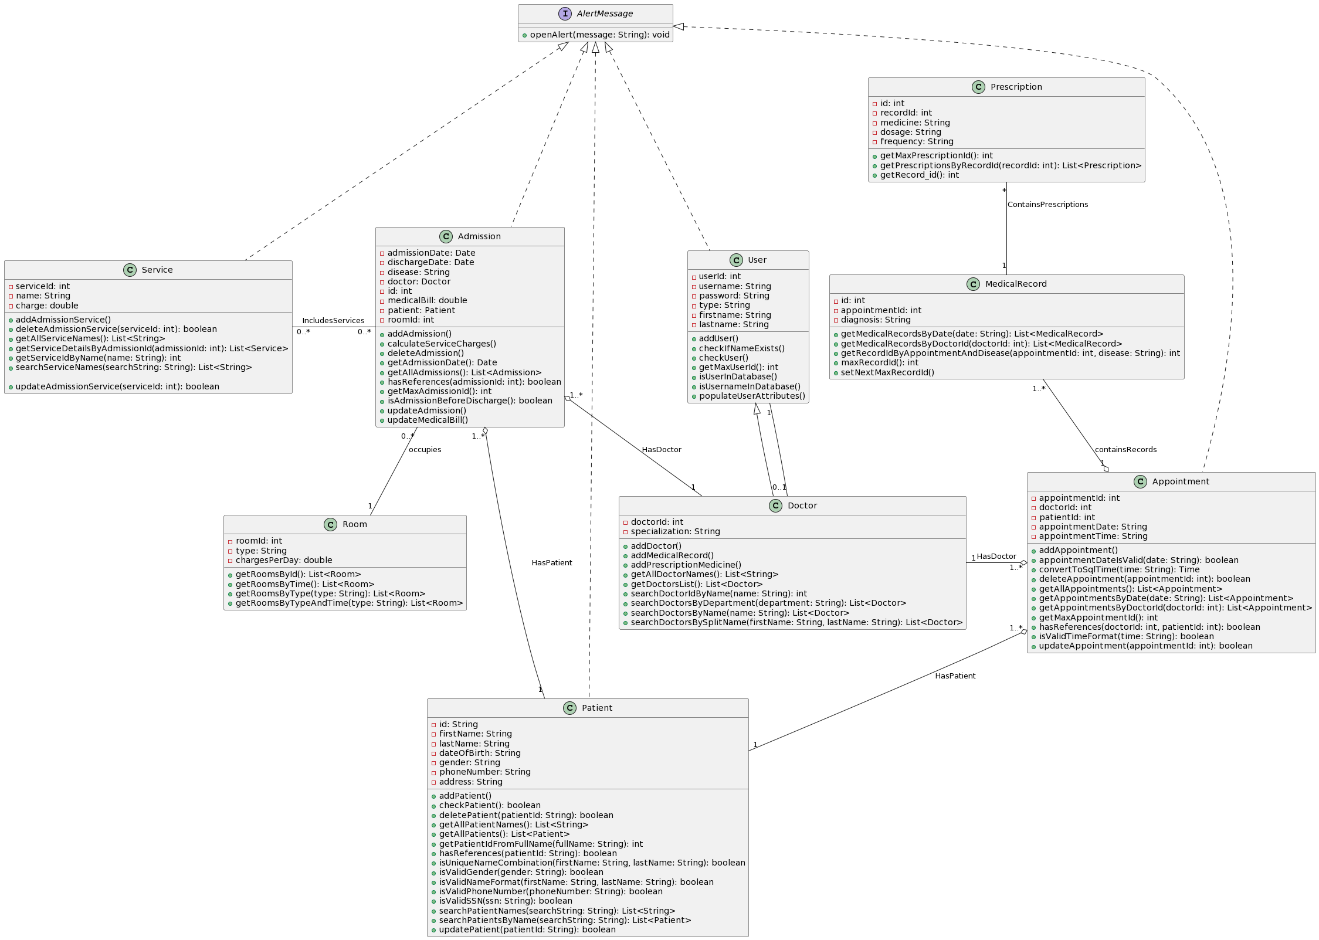 I AlertMessage
openAlert(message: String): void
C Prescription
id: int
recordId: int
medicine: String
dosage: String
frequency: String
getMaxPrescriptionId(): int
getPrescriptionsByRecordId(recordId: int): List<Prescription>
getRecord_id(): int
*
ContainsPrescriptions
1
C Service
serviceId: int
name: String
charge: double
addAdmissionService()
deleteAdmissionService(serviceId: int): boolean
getAllServiceNames(): List<String>
getServiceDetailsByAdmissionId(admissionId: int): List<Service>
getServiceIdByName(name: String): int
searchServiceNames(searchString: String): List<String>
updateAdmissionService(serviceId: int): boolean
IncludesServices
0..*
0..*
C Admission
admissionDate: Date
dischargeDate: Date
disease: String
doctor: Doctor
id: int
medicalBill: double
patient: Patient
roomId: int
addAdmission()
calculateServiceCharges()
deleteAdmission()
getAdmissionDate(): Date
getAllAdmissions(): List<Admission>
hasReferences(admissionId: int): boolean
getMaxAdmissionId(): int
isAdmissionBeforeDischarge(): boolean
updateAdmission()
updateMedicalBill()
C User
userId: int
username: String
password: String
type: String
firstname: String
lastname: String
addUser()
checkIfNameExists()
checkUser()
getMaxUserId(): int
isUserInDatabase()
isUsernameInDatabase()
populateUserAttributes()
C MedicalRecord
id: int
appointmentId: int
diagnosis: String
getMedicalRecordsByDate(date: String): List<MedicalRecord>
getMedicalRecordsByDoctorId(doctorId: int): List<MedicalRecord>
getRecordIdByAppointmentAndDisease(appointmentId: int, disease: String): int
maxRecordId(): int
setNextMaxRecordId()
1..*
containsRecords
1
0..*
occupies
1
1..*
HasPatient
1
1..*
HasDoctor
1
1
0..1
C Room
roomId: int
type: String
chargesPerDay: double
getRoomsById(): List<Room>
getRoomsByTime(): List<Room>
getRoomsByType(type: String): List<Room>
getRoomsByTypeAndTime(type: String): List<Room>
C Doctor
doctorId: int
specialization: String
addDoctor()
addMedicalRecord()
addPrescriptionMedicine()
getAllDoctorNames(): List<String>
getDoctorsList(): List<Doctor>
searchDoctorIdByName(name: String): int
searchDoctorsByDepartment(department: String): List<Doctor>
searchDoctorsByName(name: String): List<Doctor>
searchDoctorsBySplitName(firstName: String, lastName: String): List<Doctor>
1
HasDoctor
1..*
C Appointment
appointmentId: int
doctorId: int
patientId: int
appointmentDate: String
appointmentTime: String
addAppointment()
appointmentDateIsValid(date: String): boolean
convertToSqlTime(time: String): Time
deleteAppointment(appointmentId: int): boolean
getAllAppointments(): List<Appointment>
getAppointmentsByDate(date: String): List<Appointment>
getAppointmentsByDoctorId(doctorId: int): List<Appointment>
getMaxAppointmentId(): int
hasReferences(doctorId: int, patientId: int): boolean
isValidTimeFormat(time: String): boolean
updateAppointment(appointmentId: int): boolean
1..*
HasPatient
1
C Patient
id: String
firstName: String
lastName: String
dateOfBirth: String
gender: String
phoneNumber: String
address: String
addPatient()
checkPatient(): boolean
deletePatient(patientId: String): boolean
getAllPatientNames(): List<String>
getAllPatients(): List<Patient>
getPatientIdFromFullName(fullName: String): int
hasReferences(patientId: String): boolean
isUniqueNameCombination(firstName: String, lastName: String): boolean
isValidGender(gender: String): boolean
isValidNameFormat(firstName: String, lastName: String): boolean
isValidPhoneNumber(phoneNumber: String): boolean
isValidSSN(ssn: String): boolean
searchPatientNames(searchString: String): List<String>
searchPatientsByName(searchString: String): List<Patient>
updatePatient(patientId: String): boolean